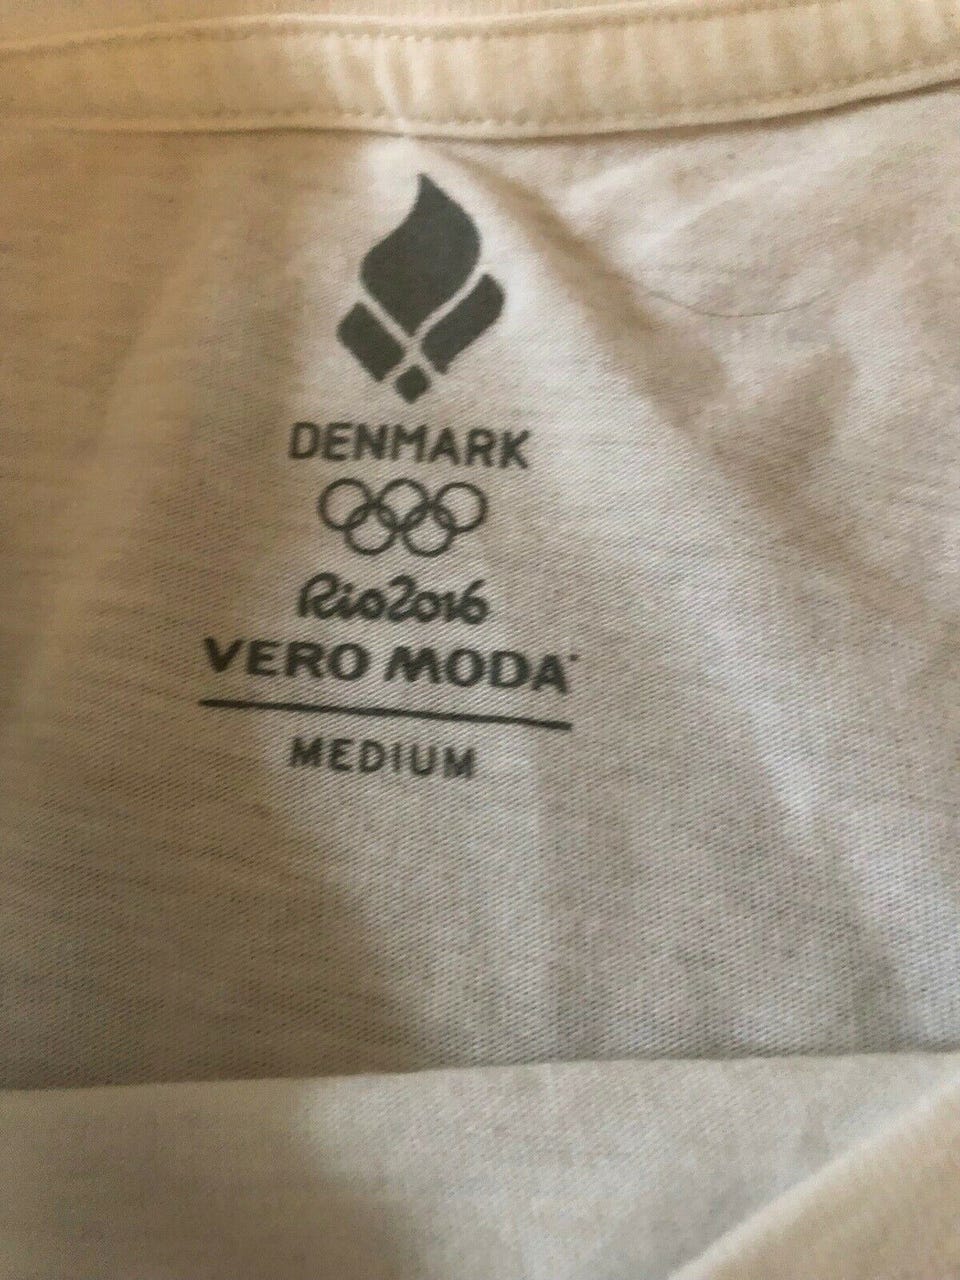 DENMARK
Rio2016
VERO MODA
MEDIUM